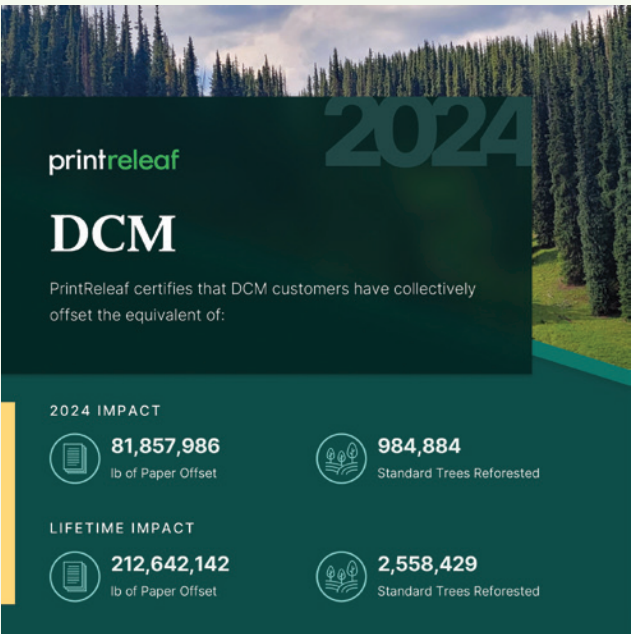 2024
printreleaf
DCM
PrintReleaf certifies that DCM customers have collectively
offset the equivalent of:
2024 IMPACT
81,857,986
lb of Paper Offset
984,884
Standard Trees Reforested
LIFETIME IMPACT
212,642,142
lb of Paper Offset
2,558,429
Standard Trees Reforested